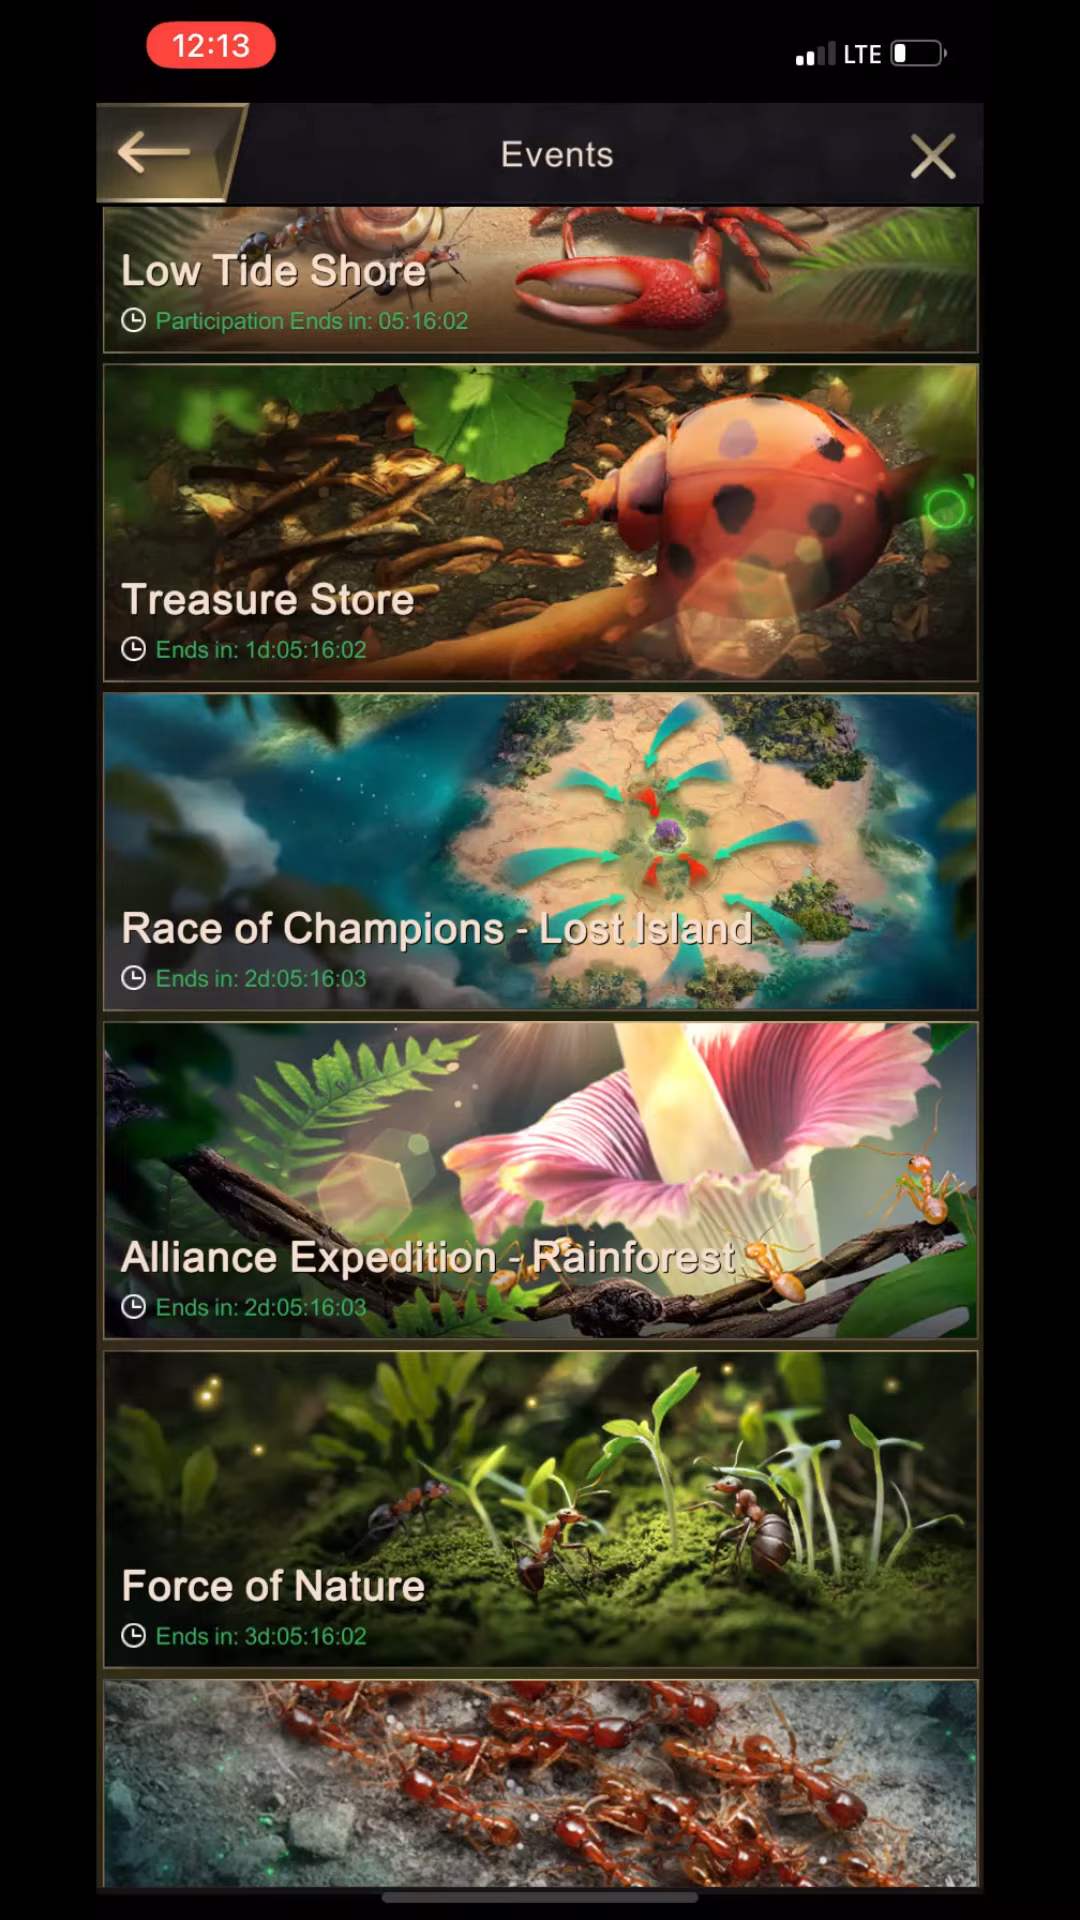 12:13
LTE
Events
Low Tide Shore
Participation Ends in: 05:16:02
Treasure Store
Ends in: 1d:05:16:02
Race of Champions - Lost Island
Ends in: 2d:05:16:03
Alliance Expedition - Rainforest
Ends in: 2d:05:16:03
Force of Nature
Ends in: 3d:05:16:02